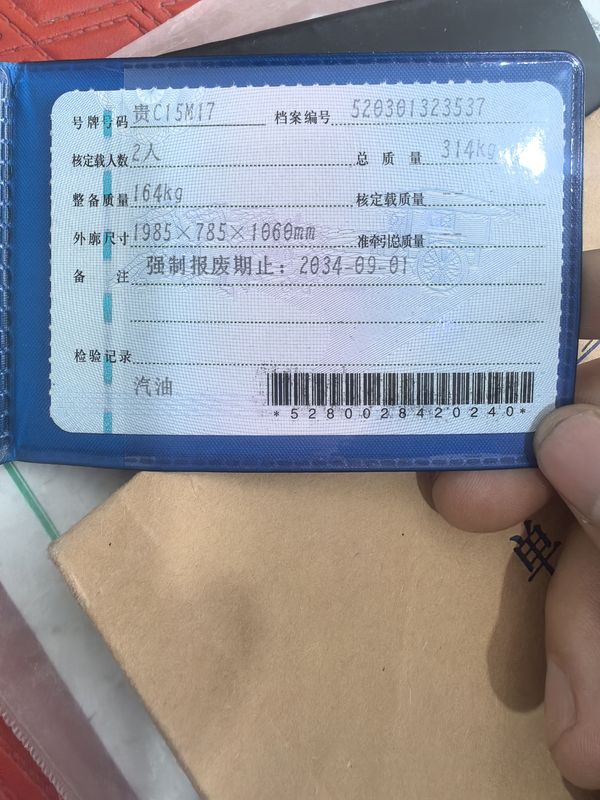 号牌号码 贵C15M17 档案编号 520301323537
核定载人数 2人 总质量 314kg
整备质量 164kg 核定载质量 --
外廓尺寸 1985×785×1060mm 准牵引总质量 --
备注 强制报废期止：2034-09-01
检验记录
汽油
*5280028420240*
单